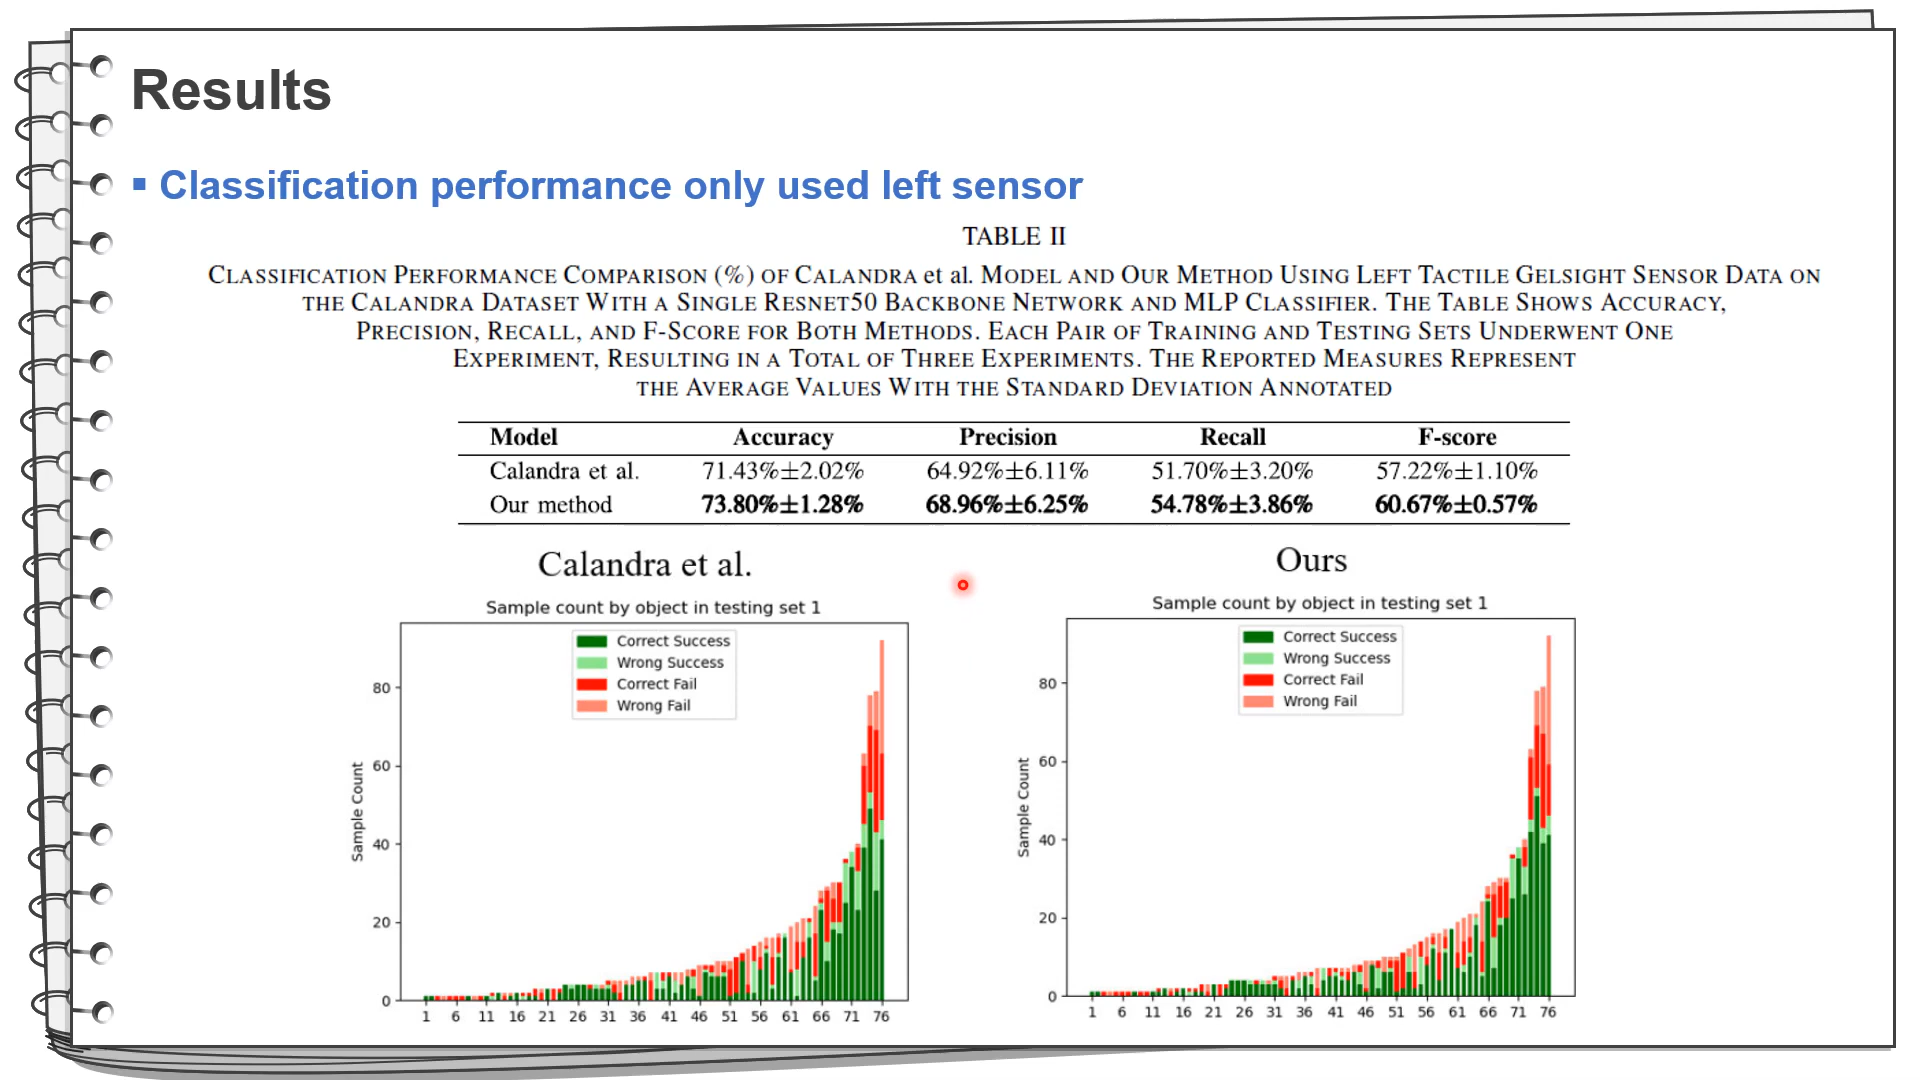 Results
▪ Classification performance only used left sensor
TABLE II
CLASSIFICATION PERFORMANCE COMPARISON (%) OF CALANDRA et al. MODEL AND OUR METHOD USING LEFT TACTILE GELSIGHT SENSOR DATA ON
THE CALANDRA DATASET WITH A SINGLE RESNET50 BACKBONE NETWORK AND MLP CLASSIFIER. THE TABLE SHOWS ACCURACY,
PRECISION, RECALL, AND F-SCORE FOR BOTH METHODS. EACH PAIR OF TRAINING AND TESTING SETS UNDERWENT ONE
EXPERIMENT, RESULTING IN A TOTAL OF THREE EXPERIMENTS. THE REPORTED MEASURES REPRESENT
THE AVERAGE VALUES WITH THE STANDARD DEVIATION ANNOTATED
Model Accuracy Precision Recall F-score
Calandra et al. 71.43%±2.02% 64.92%±6.11% 51.70%±3.20% 57.22%±1.10%
Our method 73.80%±1.28% 68.96%±6.25% 54.78%±3.86% 60.67%±0.57%
Calandra et al.
Sample count by object in testing set 1
Correct Success
Wrong Success
Correct Fail
Wrong Fail
80
60
40
20
0
Sample Count
1 6 11 16 21 26 31 36 41 46 51 56 61 66 71 76
Ours
Sample count by object in testing set 1
Correct Success
Wrong Success
Correct Fail
Wrong Fail
80
60
40
20
0
Sample Count
1 6 11 16 21 26 31 36 41 46 51 56 61 66 71 76